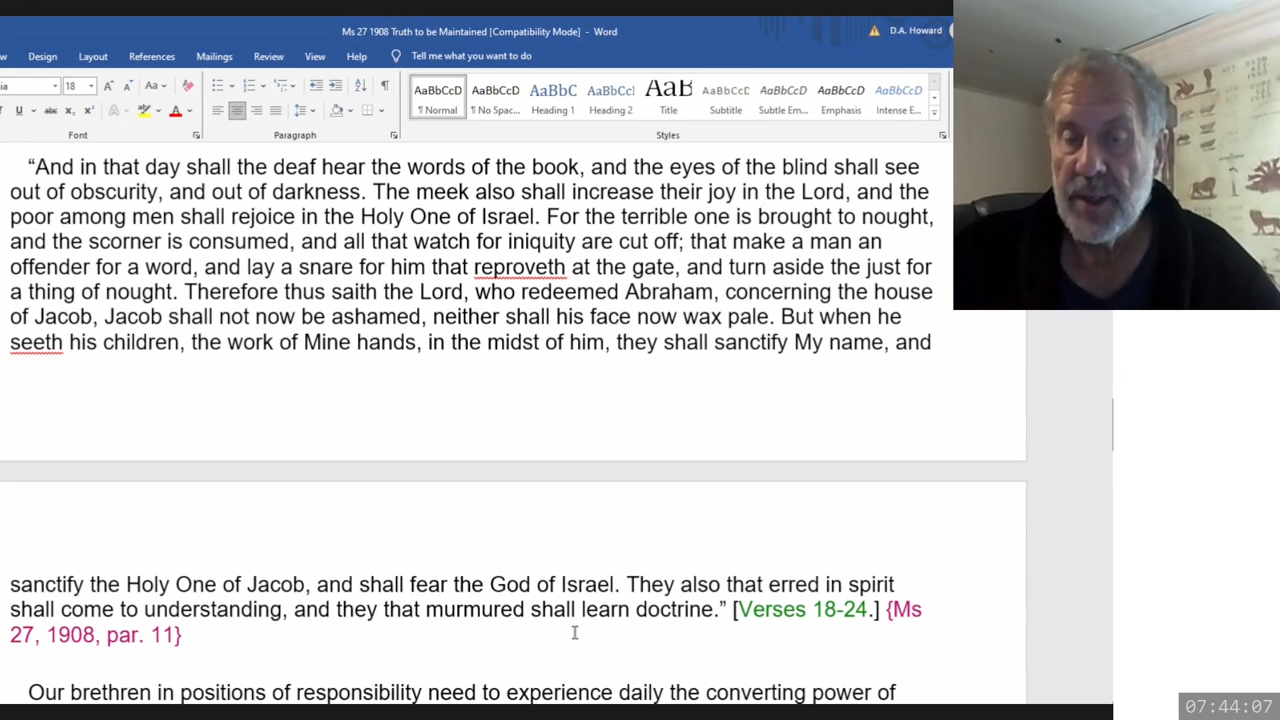 Ms 27 1908 Truth to be Maintained [Compatibility Mode] - Word
D.A. Howard
Design Layout References Mailings Review View Help Tell me what you want to do
18 Aa
AaBbCcD AaBbCcD AaBbC AaBbCcI AaB AaBbCcC AaBbCcD AaBbCcD AaBbCcD
¶ Normal ¶ No Spac... Heading 1 Heading 2 Title Subtitle Subtle Em... Emphasis Intense E...
Font Paragraph Styles
“And in that day shall the deaf hear the words of the book, and the eyes of the blind shall see
out of obscurity, and out of darkness. The meek also shall increase their joy in the Lord, and the
poor among men shall rejoice in the Holy One of Israel. For the terrible one is brought to nought,
and the scorner is consumed, and all that watch for iniquity are cut off; that make a man an
offender for a word, and lay a snare for him that reproveth at the gate, and turn aside the just for
a thing of nought. Therefore thus saith the Lord, who redeemed Abraham, concerning the house
of Jacob, Jacob shall not now be ashamed, neither shall his face now wax pale. But when he
seeth his children, the work of Mine hands, in the midst of him, they shall sanctify My name, and
sanctify the Holy One of Jacob, and shall fear the God of Israel. They also that erred in spirit
shall come to understanding, and they that murmured shall learn doctrine.” [Verses 18-24.] {Ms
27, 1908, par. 11}
Our brethren in positions of responsibility need to experience daily the converting power of
07:44:07